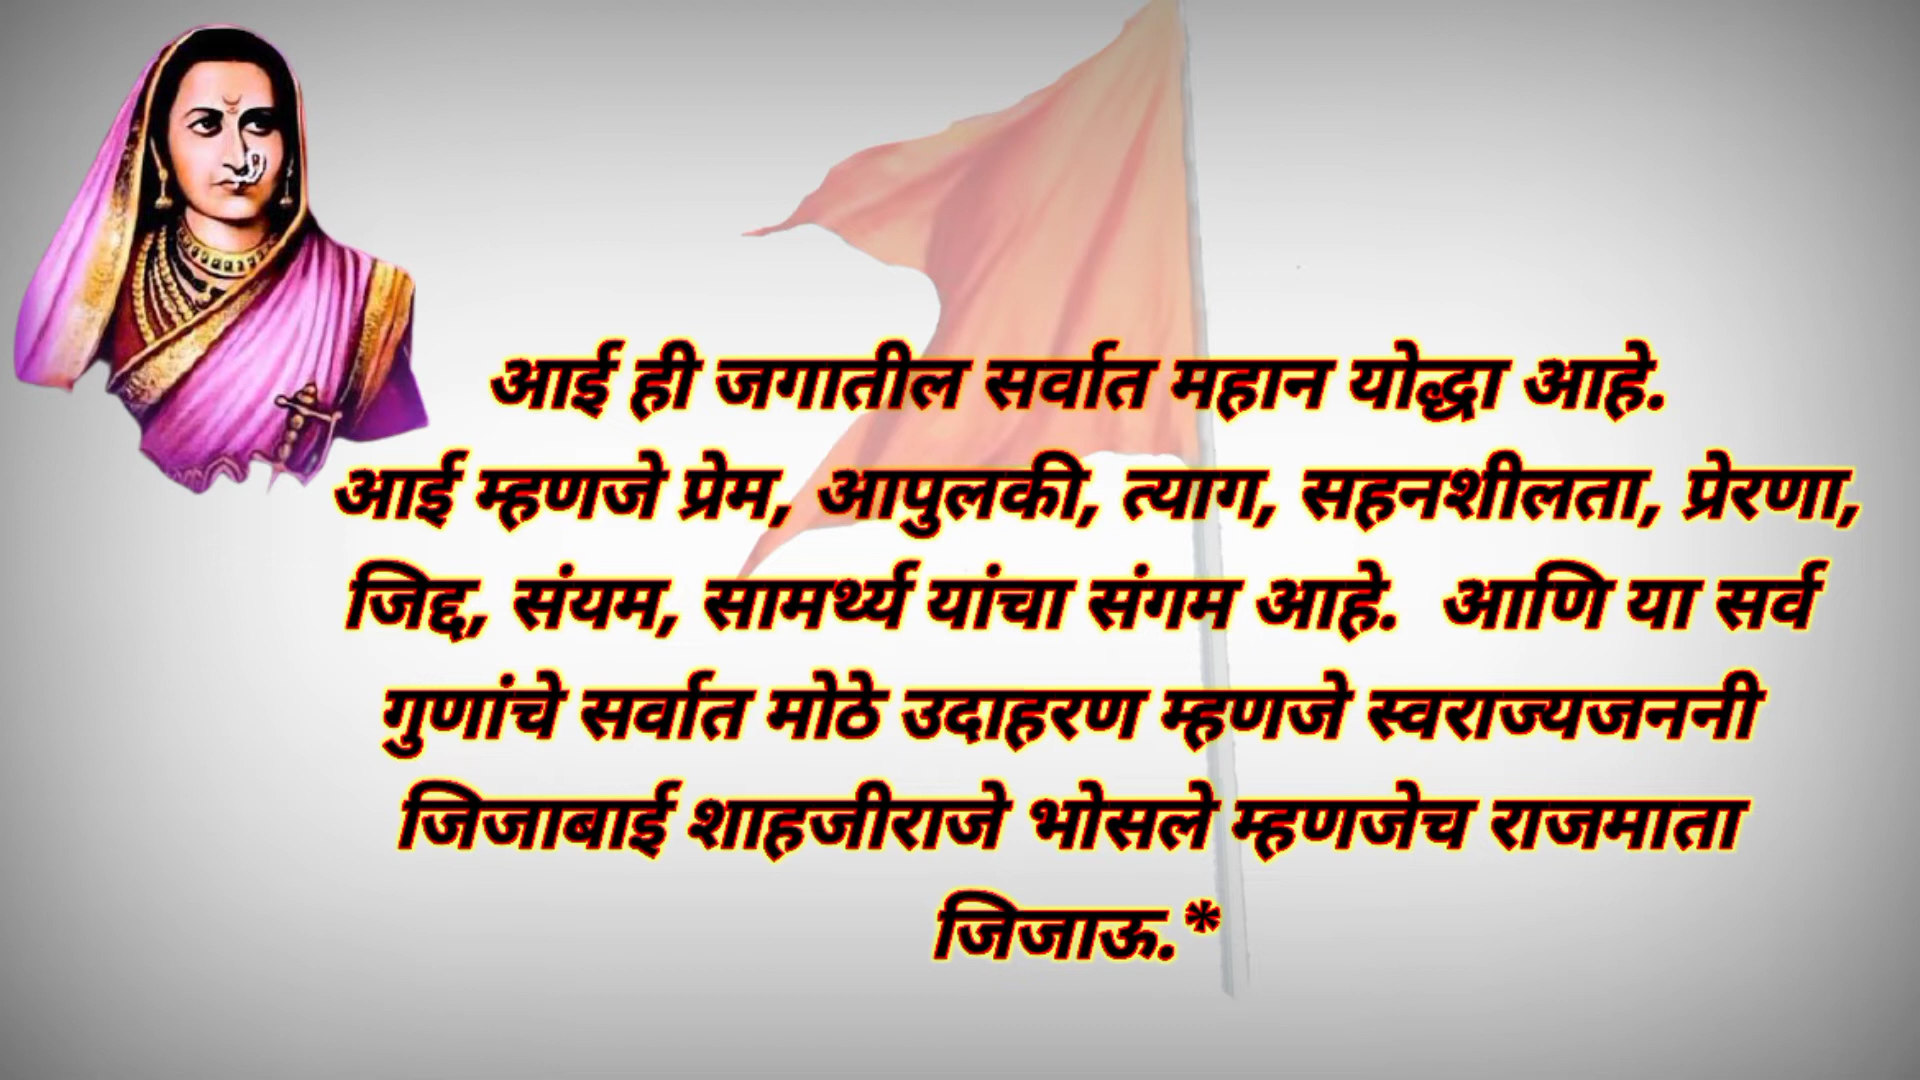 आई ही जगातील सर्वात महान योद्धा आहे.
आई म्हणजे प्रेम, आपुलकी, त्याग, सहनशीलता, प्रेरणा,
जिद्द, संयम, सामर्थ्य यांचा संगम आहे. आणि या सर्व
गुणांचे सर्वात मोठे उदाहरण म्हणजे स्वराज्यजननी
जिजाबाई शाहजीराजे भोसले म्हणजेच राजमाता
जिजाऊ.*